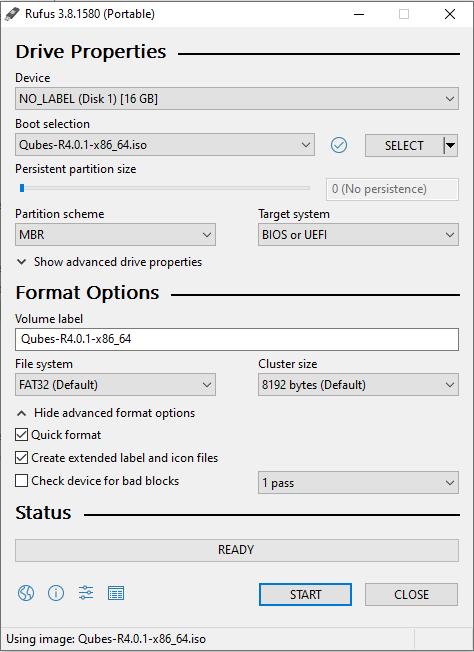 Rufus 3.8.1580 (Portable)
Drive Properties
Device
NO_LABEL (Disk 1) [16 GB]
Boot selection
Qubes-R4.0.1-x86_64.iso
SELECT
Persistent partition size
0 (No persistence)
Partition scheme
Target system
MBR
BIOS or UEFI
Show advanced drive properties
Format Options
Volume label
Qubes-R4.0.1-x86_64
File system
Cluster size
FAT32 (Default)
8192 bytes (Default)
Hide advanced format options
Quick format
Create extended label and icon files
Check device for bad blocks
1 pass
Status
READY
START
CLOSE
Using image: Qubes-R4.0.1-x86_64.iso